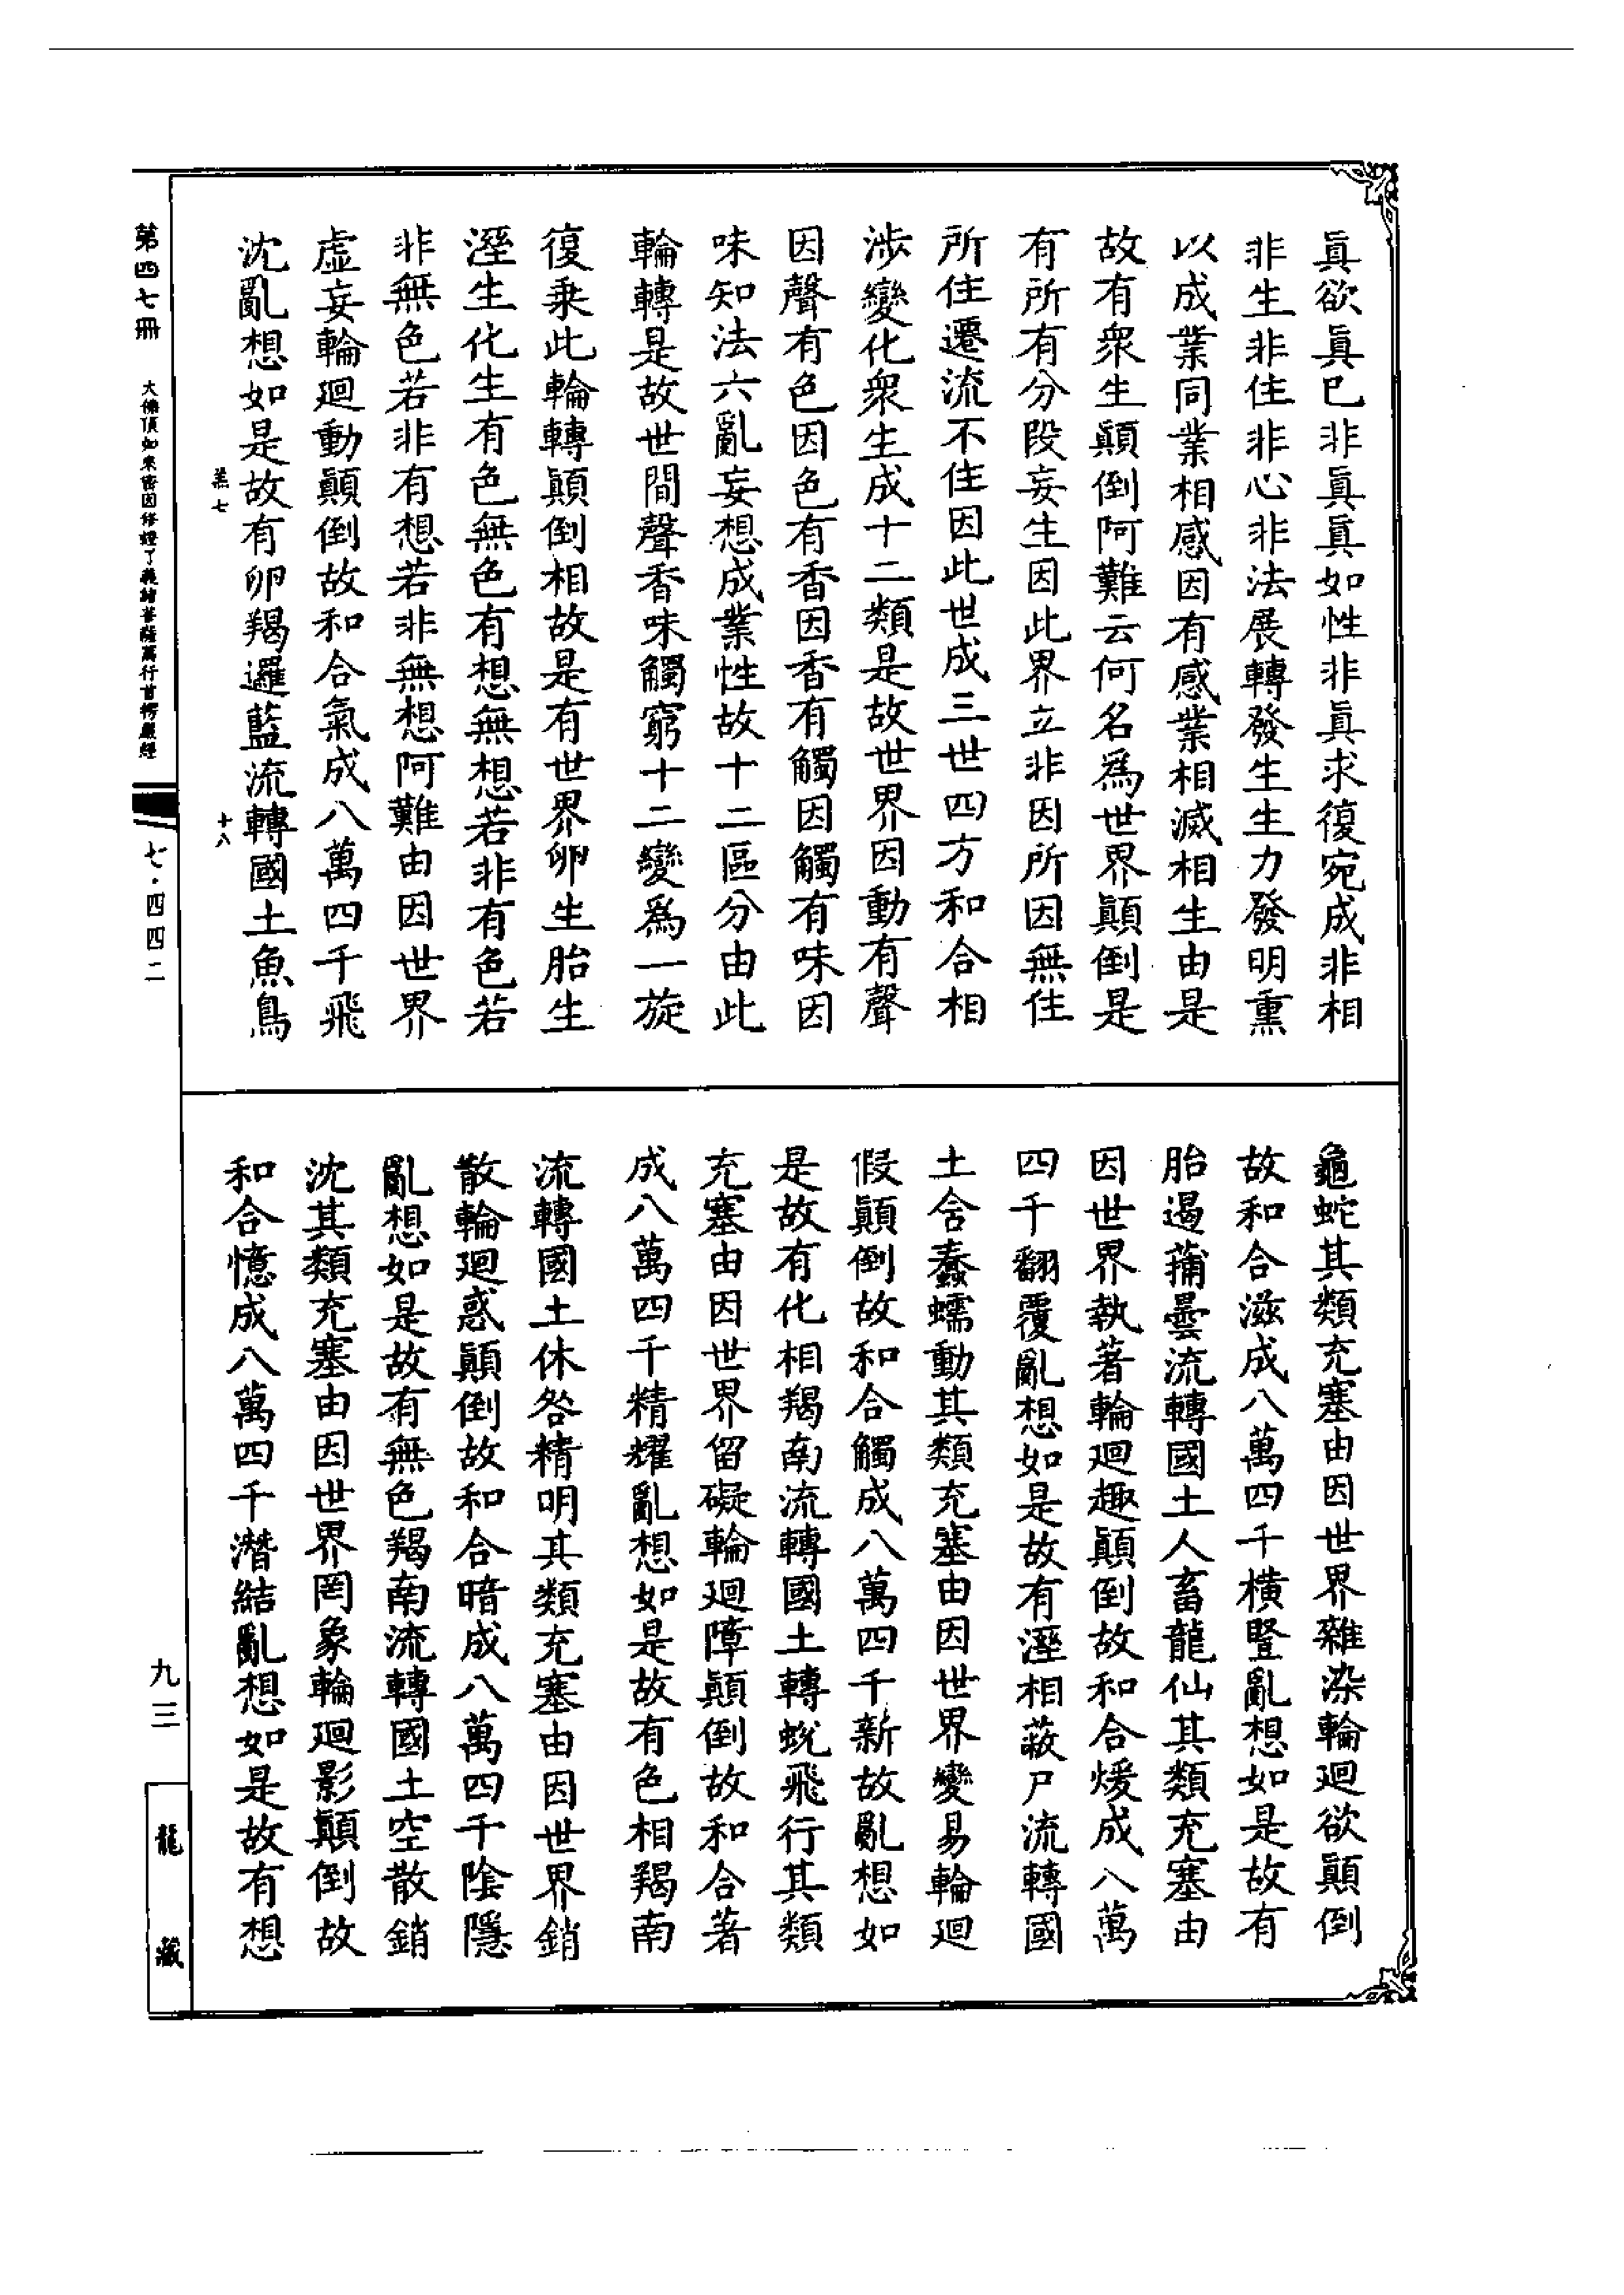 眞欲眞已非眞眞如性非眞求復宛成非相
非生非住非心非法展轉發生生力發明熏
以成業同業相感因有感業相滅相生由是
故有衆生顚倒阿難云何名爲世界顚倒是
有所有分段妄生因此界立非因所因無住
所住遷流不住因此世成三世四方和合相
涉變化衆生成十二類是故世界因動有聲
因聲有色因色有香因香有觸因觸有味因
味知法六亂妄想成業性故十二區分由此
輪轉是故世間聲香味觸窮十二變爲一旋
復乘此輪轉顚倒相故是有世界卵生胎生
溼生化生有色無色有想無想若非有色若
非無色若非有想若非無想阿難由因世界
虛妄輪廻動顚倒故和合氣成八萬四千飛
沈亂想如是故有卵羯邏藍流轉國土魚鳥
羔七
十八
龜蛇其類充塞由因世界雜染輪廻欲顚倒
故和合滋成八萬四千橫豎亂想如是故有
胎遏蒱曇流轉國土人畜龍仙其類充塞由
因世界執著輪廻趣顚倒故和合煖成八萬
四千翻覆亂想如是故有溼相蔽尸流轉國
土含蠢蠕動其類充塞由因世界變易輪廻
假顚倒故和合觸成八萬四千新故亂想如
是故有化相羯南流轉國土轉蛻飛行其類
充塞由因世界留礙輪廻障顚倒故和合著
成八萬四千精耀亂想如是故有色相羯南
流轉國土休咎精明其類充塞由因世界銷
散輪廻惑顚倒故和合暗成八萬四千陰隱
亂想如是故有無色羯南流轉國土空散銷
沈其類充塞由因世界罔象輪廻影顚倒故
和合憶成八萬四千潛結亂想如是故有想
第四七冊 大佛頂如來密因修證了義諸菩薩萬行首楞嚴經
七·四四二
九三
龍藏